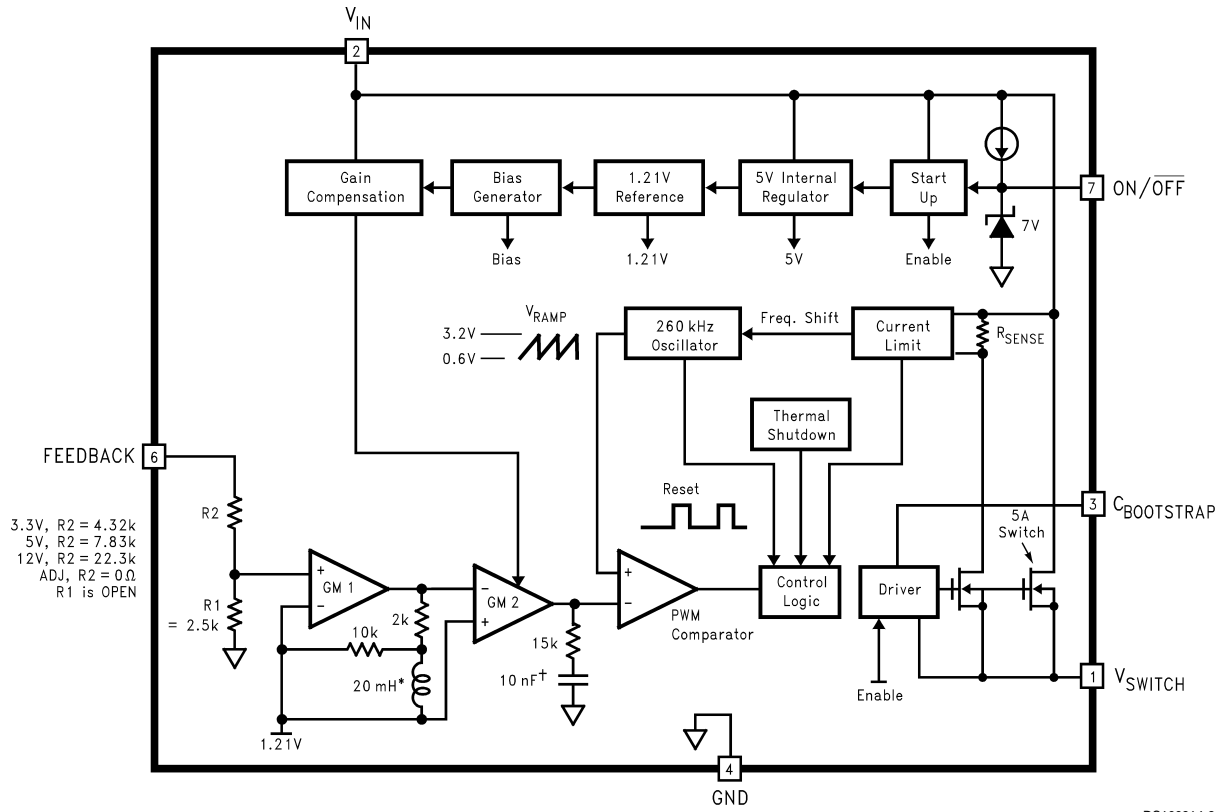 V_IN
2
Gain
Compensation
Bias
Generator
1.21V
Reference
5V Internal
Regulator
Start
Up
7
ON/O̅F̅F̅
7V
Bias
1.21V
5V
Enable
V_RAMP
3.2V
0.6V
260 kHz
Oscillator
Freq. Shift
Current
Limit
R_SENSE
Thermal
Shutdown
FEEDBACK
6
R2
3.3V, R2 = 4.32k
5V, R2 = 7.83k
12V, R2 = 22.3k
ADJ, R2 = 0Ω
R1 is OPEN
R1
= 2.5k
Reset
3
C_BOOTSTRAP
5A
Switch
+
GM 1
−
2k
10k
20 mH*
1.21V
−
GM 2
+
15k
10 nF†
+
−
PWM
Comparator
Control
Logic
Driver
Enable
1
V_SWITCH
4
GND